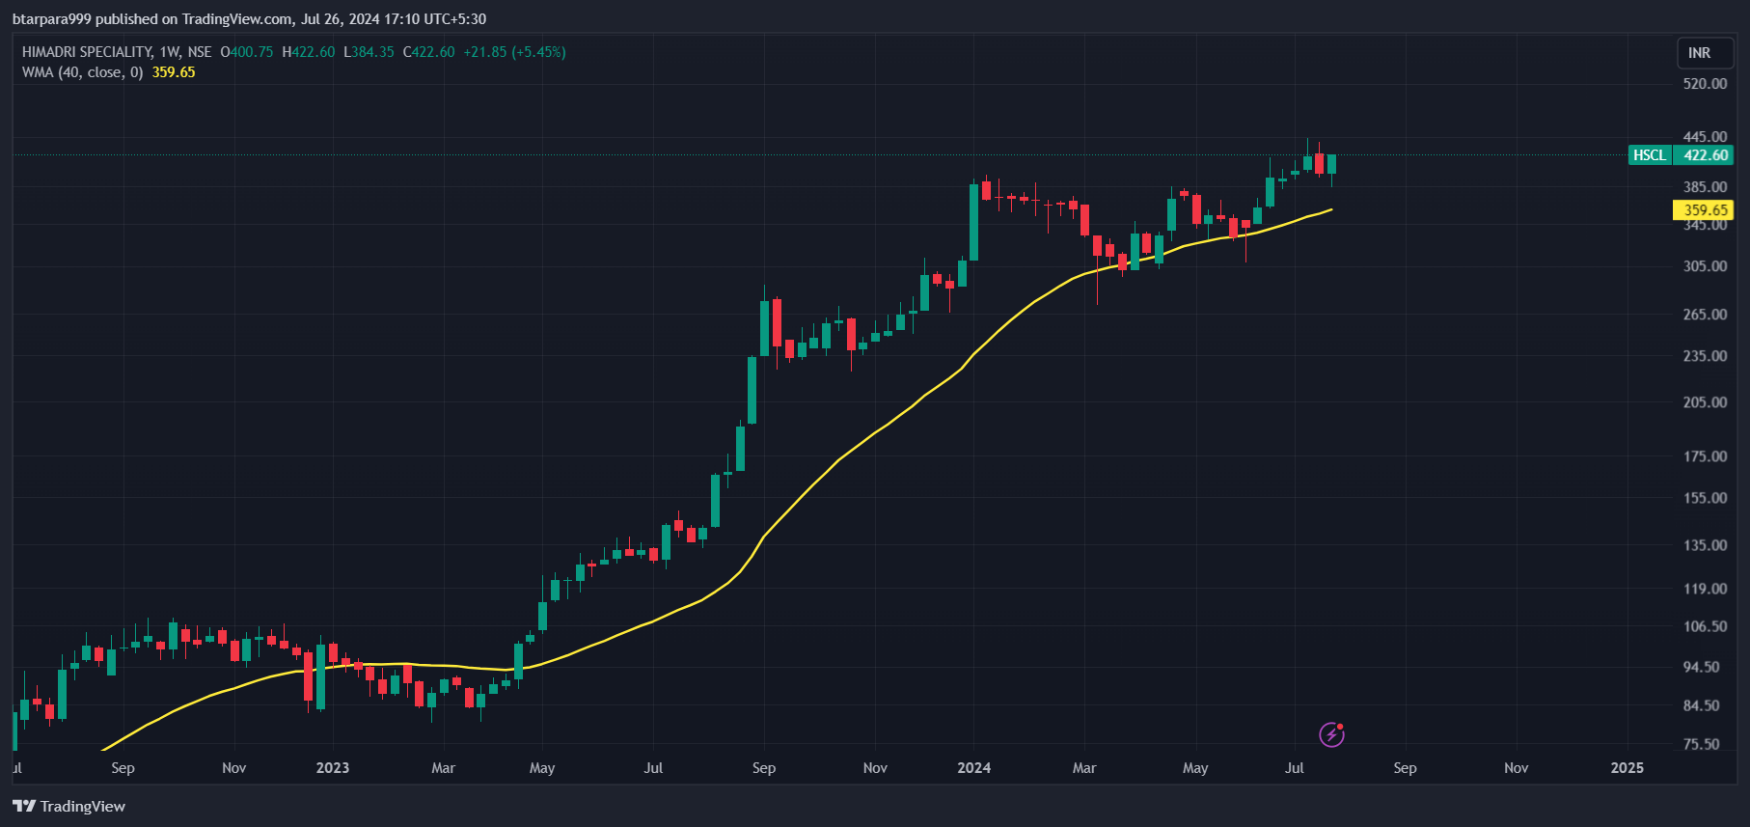 btarpara999 published on TradingView.com, Jul 26, 2024 17:10 UTC+5:30
HIMADRI SPECIALITY, 1W, NSE O400.75 H422.60 L384.35 C422.60 +21.85 (+5.45%)
WMA (40, close, 0) 359.65
INR
520.00
445.00
HSCL 422.60
385.00
359.65
345.00
305.00
265.00
235.00
205.00
175.00
155.00
135.00
119.00
106.50
94.50
84.50
75.50
ul Sep Nov 2023 Mar May Jul Sep Nov 2024 Mar May Jul Sep Nov 2025
TradingView